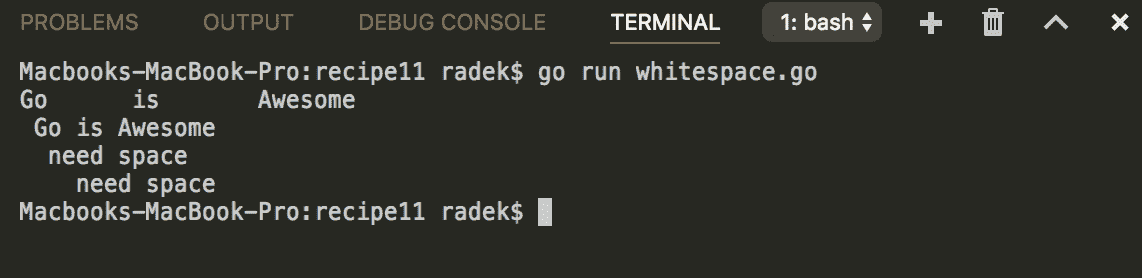 PROBLEMS OUTPUT DEBUG CONSOLE TERMINAL 1: bash
Macbooks-MacBook-Pro:recipe11 radek$ go run whitespace.go
Go      is       Awesome
 Go is Awesome
  need space
    need space
Macbooks-MacBook-Pro:recipe11 radek$